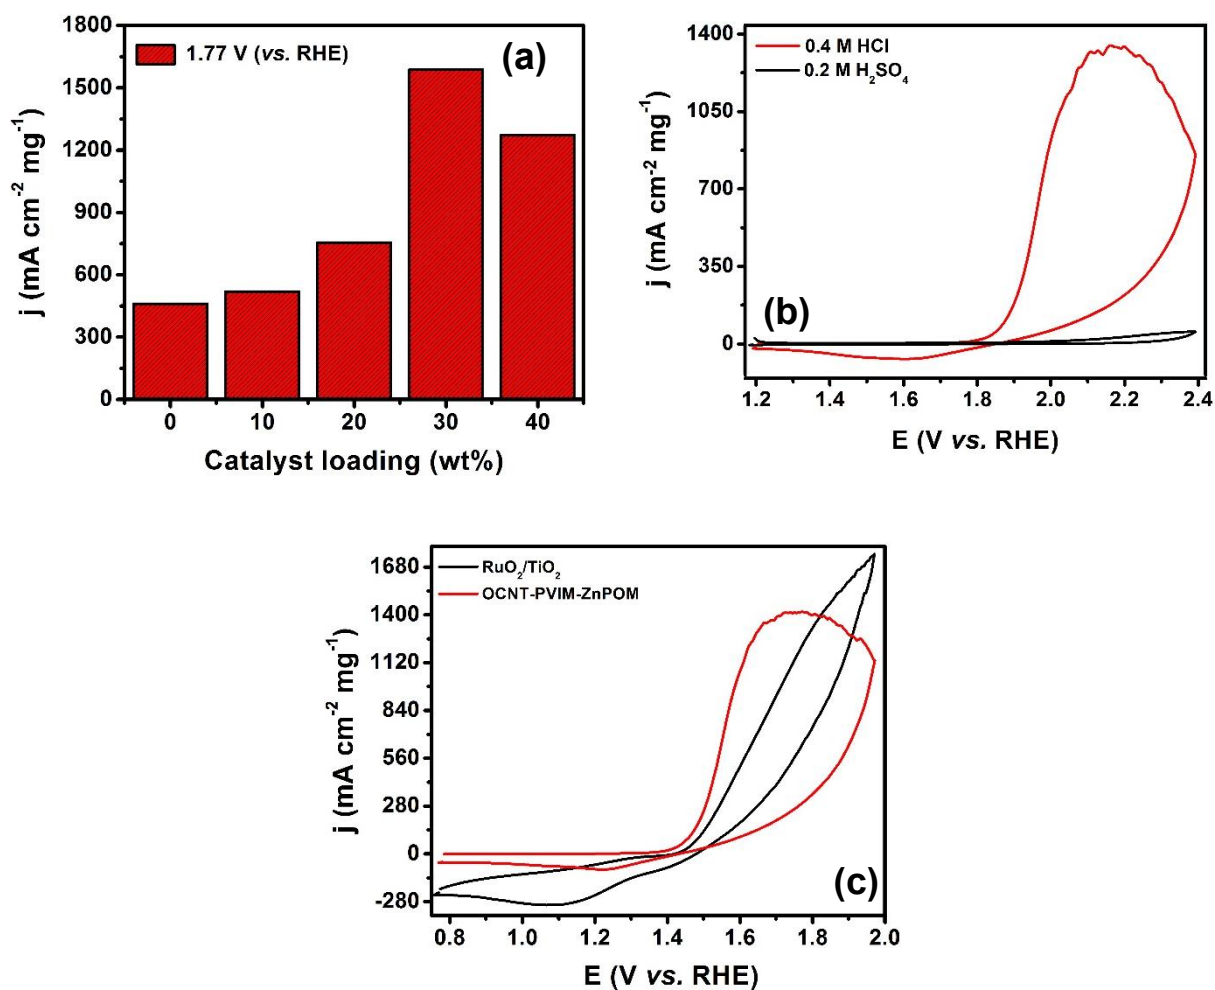 1800
1500
1200
900
600
300
0
j (mA cm⁻² mg⁻¹)
1.77 V (vs. RHE)
(a)
0 10 20 30 40
Catalyst loading (wt%)
1400
1050
700
350
0
j (mA cm⁻² mg⁻¹)
0.4 M HCl
0.2 M H₂SO₄
(b)
1.2 1.4 1.6 1.8 2.0 2.2 2.4
E (V vs. RHE)
1680
1400
1120
840
560
280
0
-280
j (mA cm⁻² mg⁻¹)
RuO₂/TiO₂
OCNT-PVIM-ZnPOM
(c)
0.8 1.0 1.2 1.4 1.6 1.8 2.0
E (V vs. RHE)